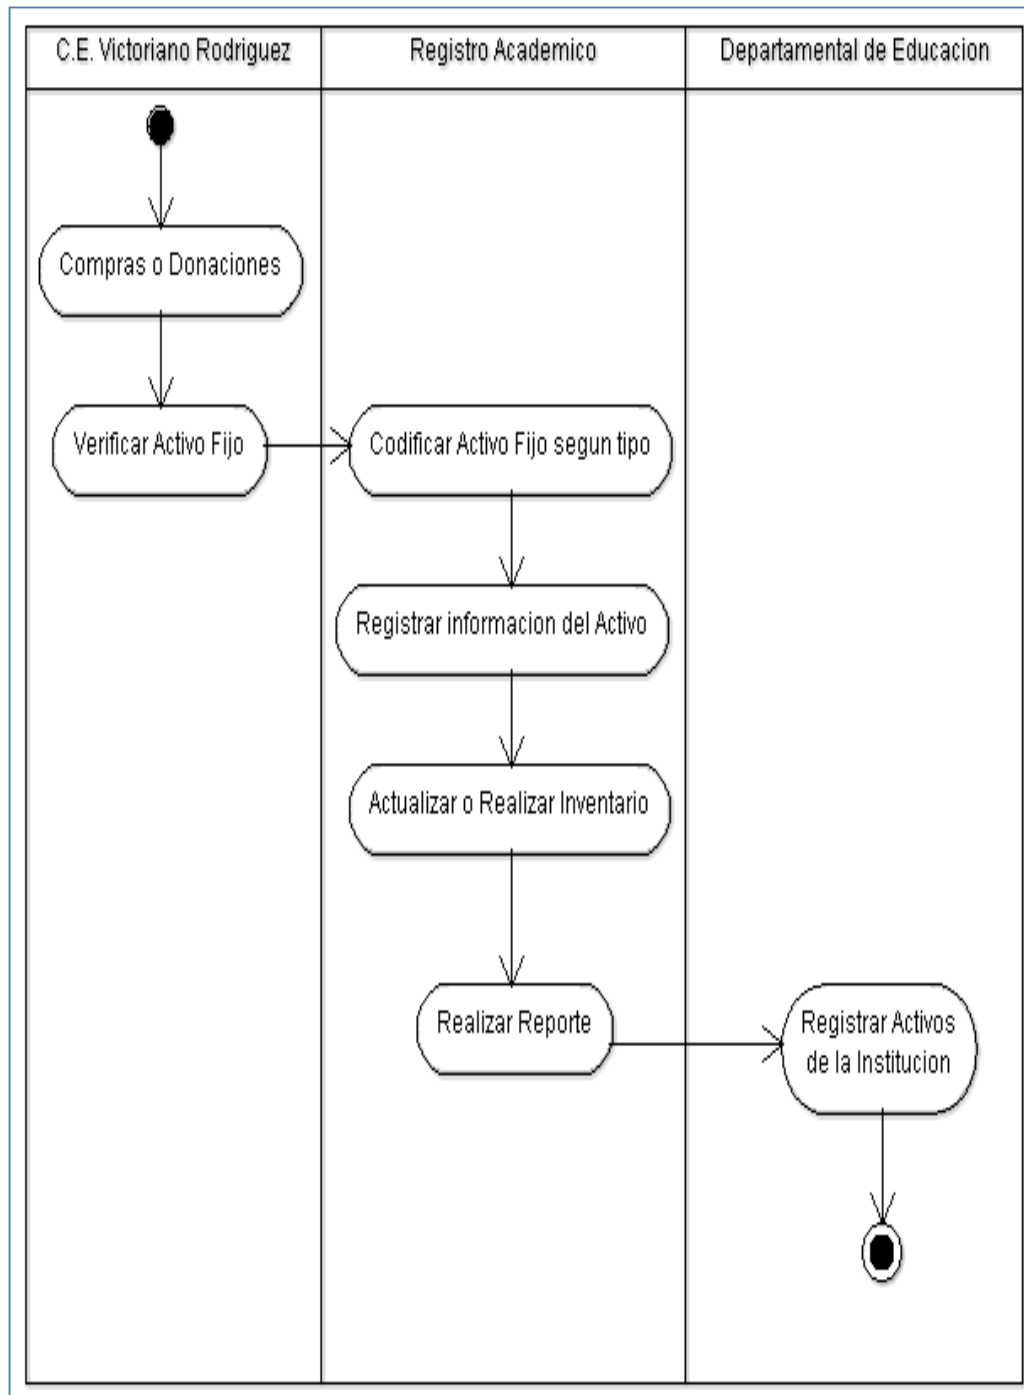 C.E. Victoriano Rodriguez
Registro Academico
Departamental de Educacion
Compras o Donaciones
Verificar Activo Fijo
Codificar Activo Fijo segun tipo
Registrar informacion del Activo
Actualizar o Realizar Inventario
Realizar Reporte
Registrar Activos
de la Institucion